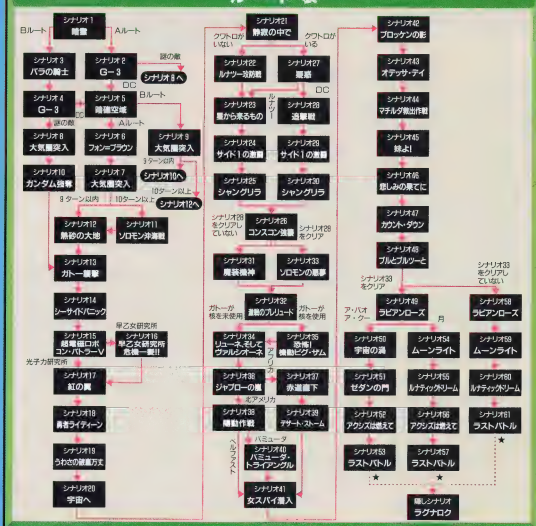 シナリオ1
暗雲
Bルート
Aルート
シナリオ3
バラの騎士
シナリオ2
G-3
謎の敵
シナリオ8へ
DC
シナリオ4
G-3
シナリオ5
暗礁空域
Bルート
謎の敵
Aルート
シナリオ8
大気圏突入
シナリオ6
フォン=ブラウン
シナリオ9
大気圏突入
9ターン以内
シナリオ10へ
10ターン以上
シナリオ12へ
シナリオ10
ガンダム強奪
シナリオ7
大気圏突入
9ターン以内
10ターン以上
シナリオ12
熱砂の大地
シナリオ11
ソロモン沖海戦
シナリオ13
ガトー襲撃
シナリオ14
シーサイドパニック
早乙女研究所
シナリオ15
超電磁ロボ
コン・バトラーV
シナリオ16
早乙女研究所
危機一髪!!
光子力研究所
シナリオ17
紅の翼
シナリオ18
勇者ライディーン
シナリオ19
うわさの破嵐万丈
シナリオ20
宇宙へ
シナリオ21
静寂の中で
クワトロが
いない
クワトロが
いる
シナリオ22
ルナツー攻防戦
シナリオ27
疑惑
ルナツー
DC
シナリオ23
星から来るもの
シナリオ28
追撃戦
シナリオ24
サイド1の激闘
シナリオ29
サイド1の激闘
シナリオ25
シャングリラ
シナリオ30
シャングリラ
シナリオ26
コンスコン強襲
シナリオ29
をクリアし
ていない
シナリオ29
をクリア
シナリオ31
魔装機神
シナリオ33
ソロモンの悪夢
シナリオ32
激戦のプレリュード
ガトーが
核を未使用
ガトーが
核を使用
シナリオ34
リューネ、そして
ヴァルシオーネ
アフリカ
シナリオ35
恐怖!
機動ビグ・ザム
シナリオ36
ジャブローの嵐
シナリオ37
赤道直下
北アメリカ
シナリオ38
陽動作戦
シナリオ39
デザート・ストーム
バミューダ
ベルファスト
シナリオ40
バミューダ・
トライアングル
シナリオ41
女スパイ潜入
シナリオ42
ブロッケンの影
シナリオ43
オデッサ・デイ
シナリオ44
マチルダ救出作戦
シナリオ45
妹よ!
シナリオ46
悲しみの果てに
シナリオ47
カウント・ダウン
シナリオ48
プルとプルツーと
シナリオ33
をクリア
シナリオ33
をクリアし
ていない
シナリオ49
ラビアンローズ
シナリオ58
ラビアンローズ
ア・バオ
ア・クー
月
シナリオ50
宇宙の渦
シナリオ54
ムーンライト
シナリオ59
ムーンライト
シナリオ51
ゼダンの門
シナリオ55
ルナティックドリーム
シナリオ60
ルナティックドリーム
シナリオ52
アクシズは燃えて
シナリオ56
アクシズは燃えて
シナリオ61
ラストバトル
★
シナリオ53
ラストバトル
★
シナリオ57
ラストバトル
★
隠しシナリオ
ラグナロク